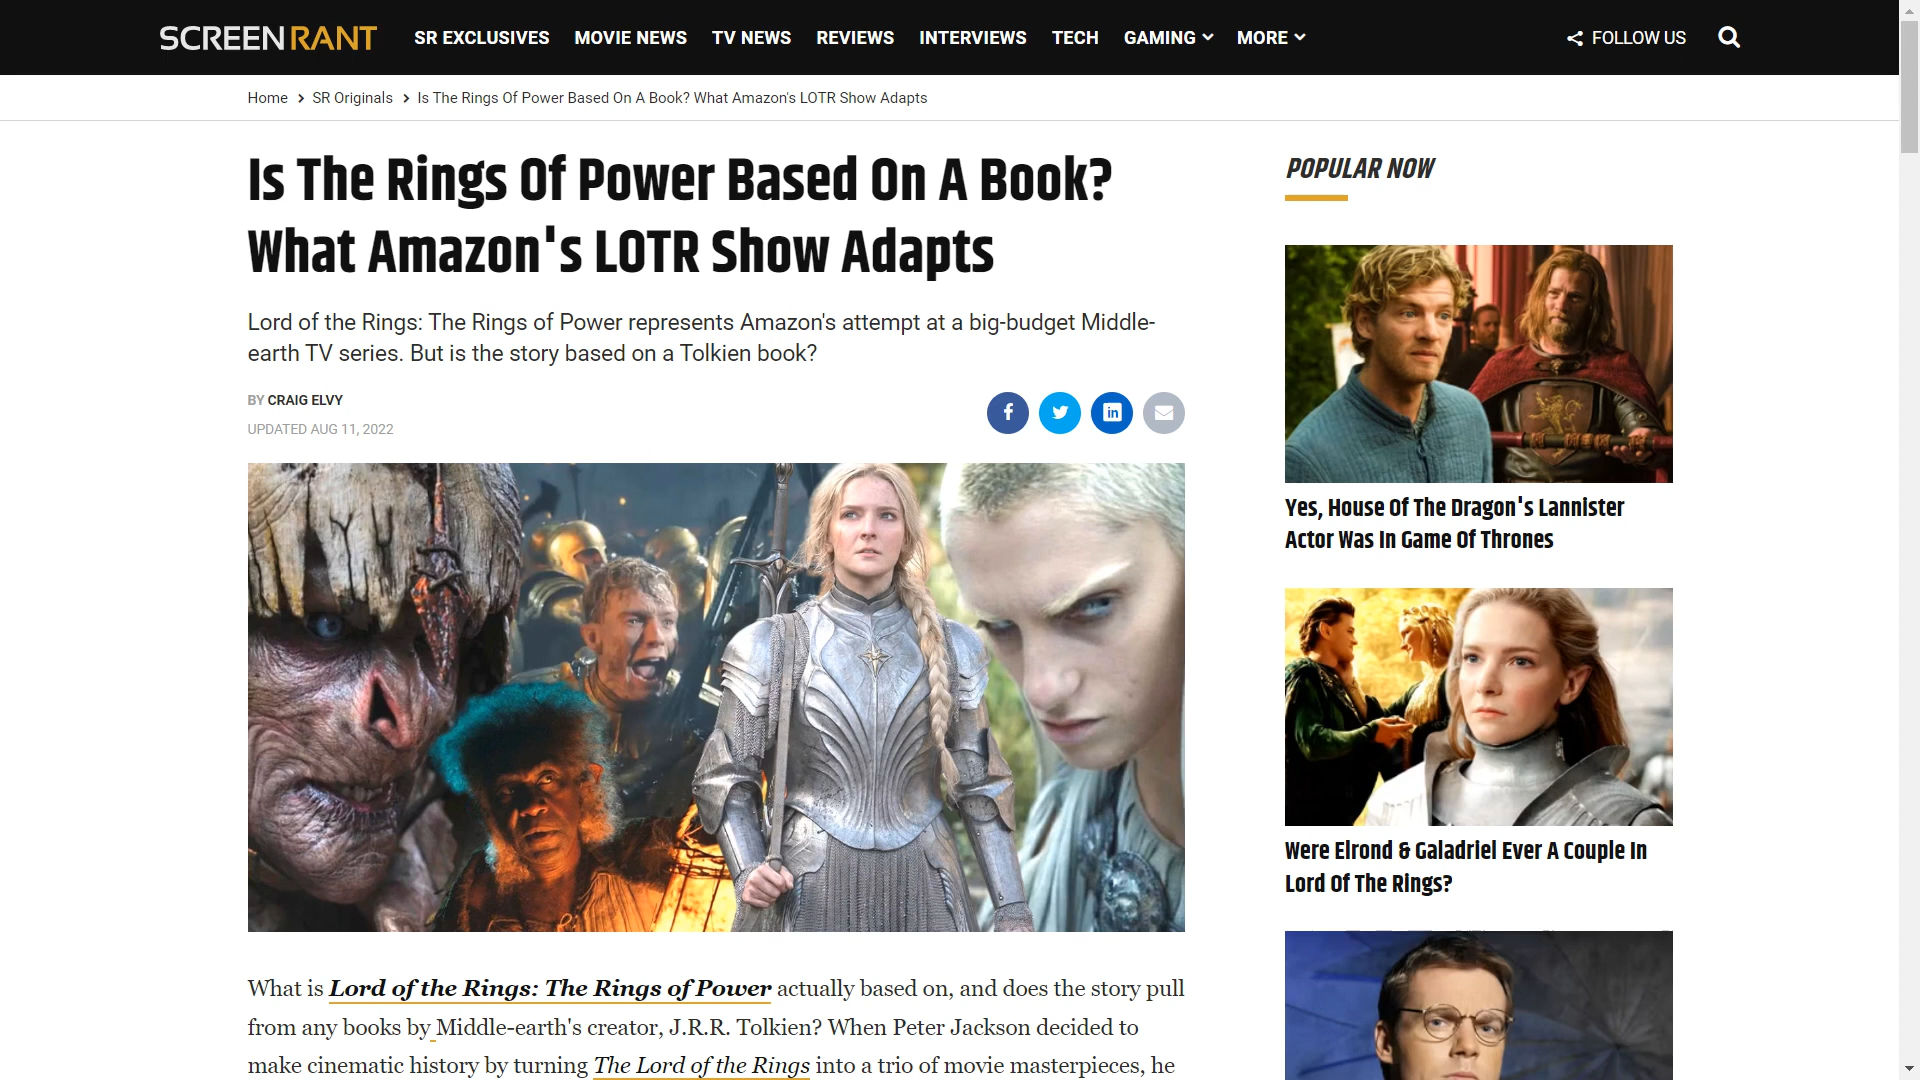 SCREENRANT SR EXCLUSIVES MOVIE NEWS TV NEWS REVIEWS INTERVIEWS TECH GAMING MORE FOLLOW US
Home SR Originals Is The Rings Of Power Based On A Book? What Amazon's LOTR Show Adapts
Is The Rings Of Power Based On A Book?
What Amazon's LOTR Show Adapts
Lord of the Rings: The Rings of Power represents Amazon's attempt at a big-budget Middle-
earth TV series. But is the story based on a Tolkien book?
BY CRAIG ELVY
UPDATED AUG 11, 2022
What is Lord of the Rings: The Rings of Power actually based on, and does the story pull
from any books by Middle-earth's creator, J.R.R. Tolkien? When Peter Jackson decided to
make cinematic history by turning The Lord of the Rings into a trio of movie masterpieces, he
POPULAR NOW
Yes, House Of The Dragon's Lannister
Actor Was In Game Of Thrones
Were Elrond & Galadriel Ever A Couple In
Lord Of The Rings?